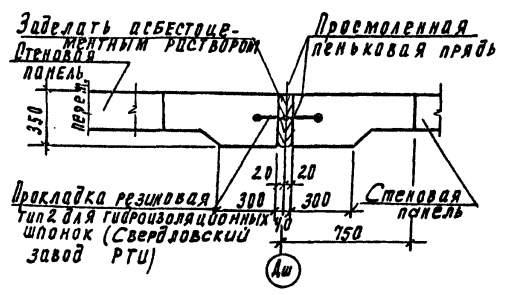 Заделать асбестоце-
ментным раствором
Просмоленная
пеньковая прядь
Стеновая
панель
350
перем.
20 20
Прокладка резиновая
тип 2 для гидроизоляционных
шпонок (Свердловский
завод РТИ)
300 10 300
Стеновая
панель
750
Дш